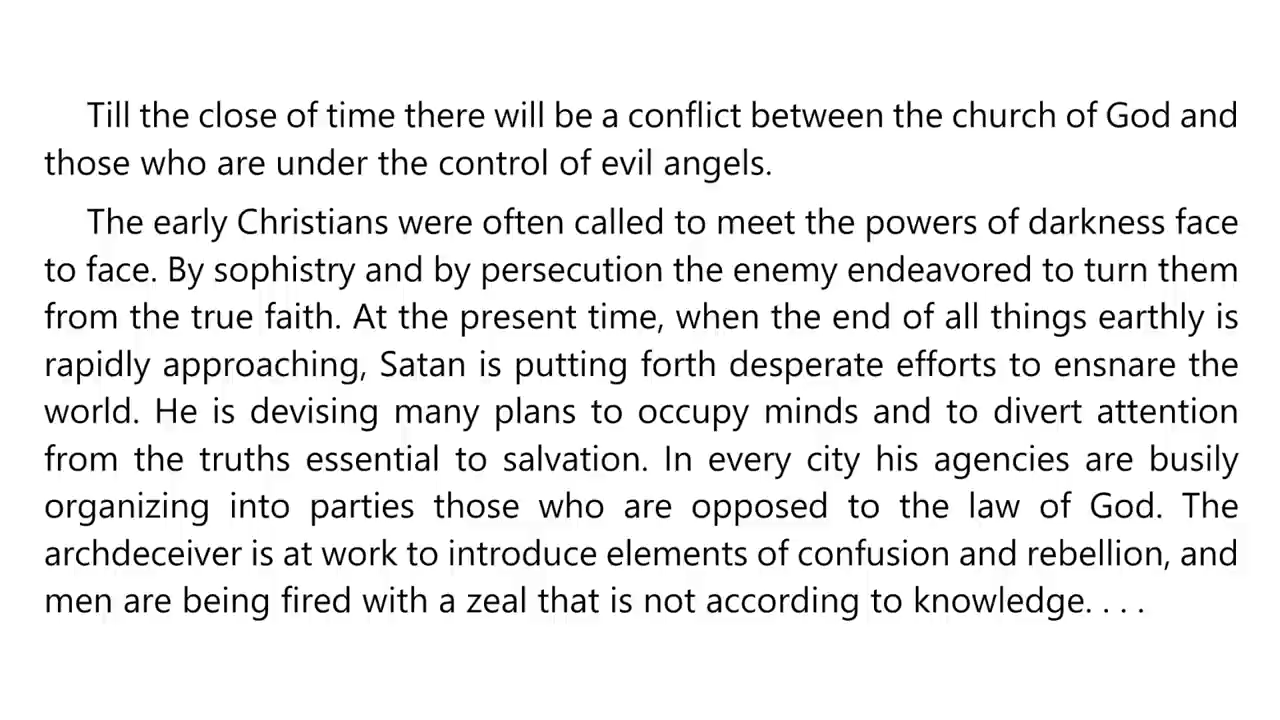 Till the close of time there will be a conflict between the church of God and
those who are under the control of evil angels.
The early Christians were often called to meet the powers of darkness face
to face. By sophistry and by persecution the enemy endeavored to turn them
from the true faith. At the present time, when the end of all things earthly is
rapidly approaching, Satan is putting forth desperate efforts to ensnare the
world. He is devising many plans to occupy minds and to divert attention
from the truths essential to salvation. In every city his agencies are busily
organizing into parties those who are opposed to the law of God. The
archdeceiver is at work to introduce elements of confusion and rebellion, and
men are being fired with a zeal that is not according to knowledge. . . .